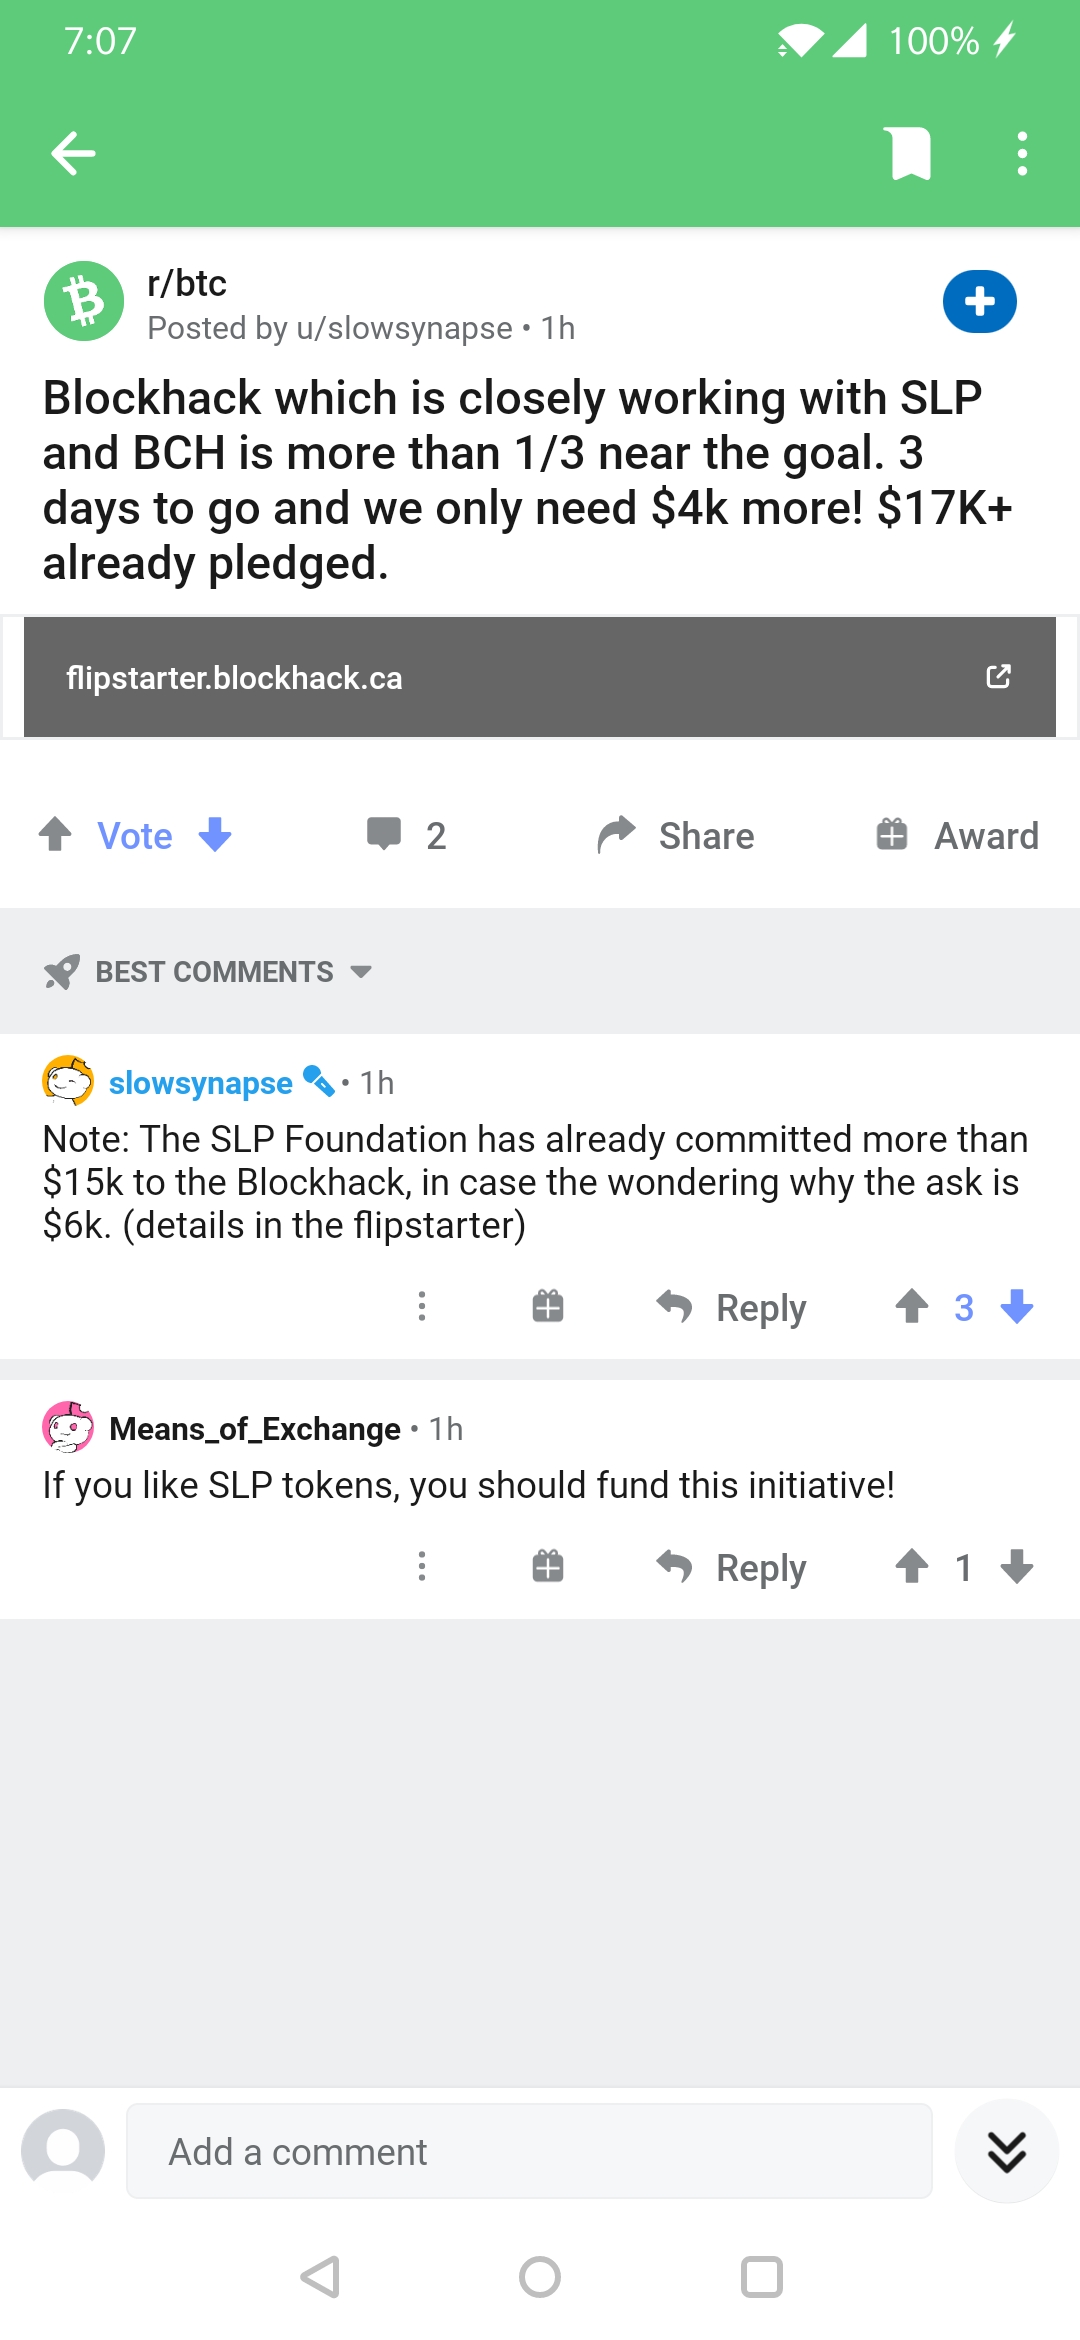 7:07
100%
r/btc
Posted by u/slowsynapse • 1h
Blockhack which is closely working with SLP
and BCH is more than 1/3 near the goal. 3
days to go and we only need $4k more! $17K+
already pledged.
flipstarter.blockhack.ca
Vote
2
Share
Award
BEST COMMENTS
slowsynapse • 1h
Note: The SLP Foundation has already committed more than
$15k to the Blockhack, in case the wondering why the ask is
$6k. (details in the flipstarter)
Reply
3
Means_of_Exchange • 1h
If you like SLP tokens, you should fund this initiative!
Reply
1
Add a comment